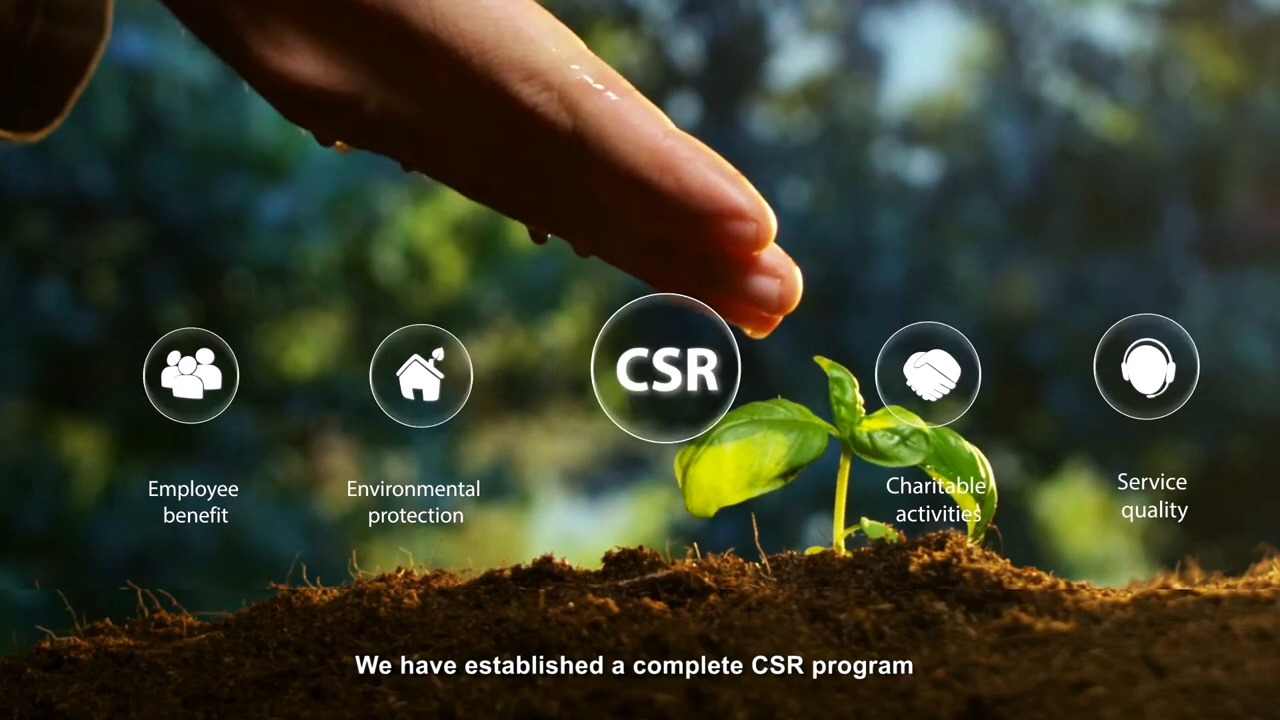 CSR
Employee
benefit
Environmental
protection
Charitable
activities
Service
quality
We have established a complete CSR program